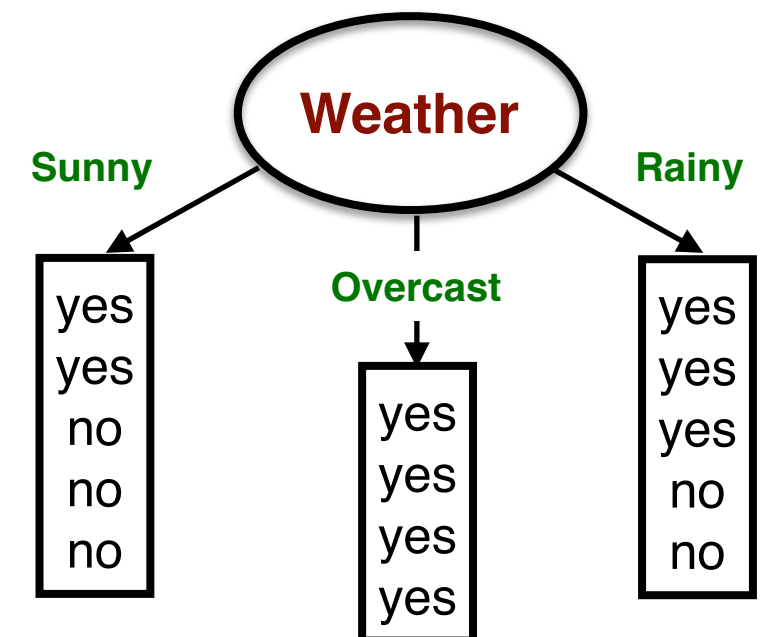 Weather
Sunny
Rainy
Overcast
yes
yes
no
no
no
yes
yes
yes
yes
yes
yes
yes
no
no